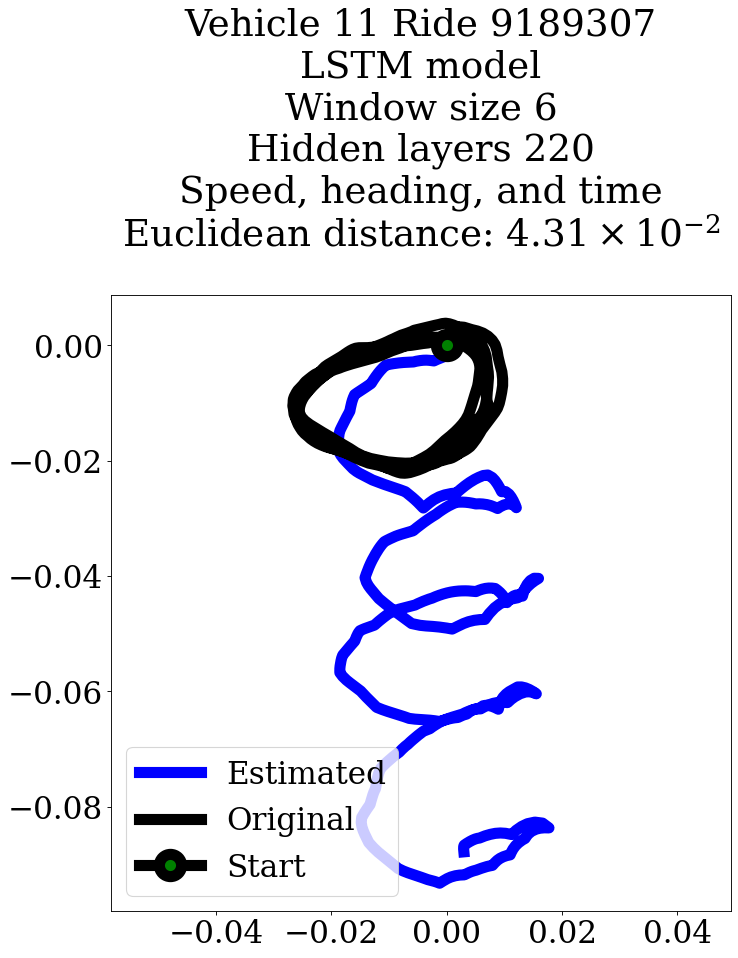 Vehicle 11 Ride 9189307
LSTM model
Window size 6
Hidden layers 220
Speed, heading, and time
Euclidean distance: 4.31 × 10⁻²
0.00
−0.02
−0.04
−0.06
−0.08
Estimated
Original
Start
−0.04 −0.02 0.00 0.02 0.04